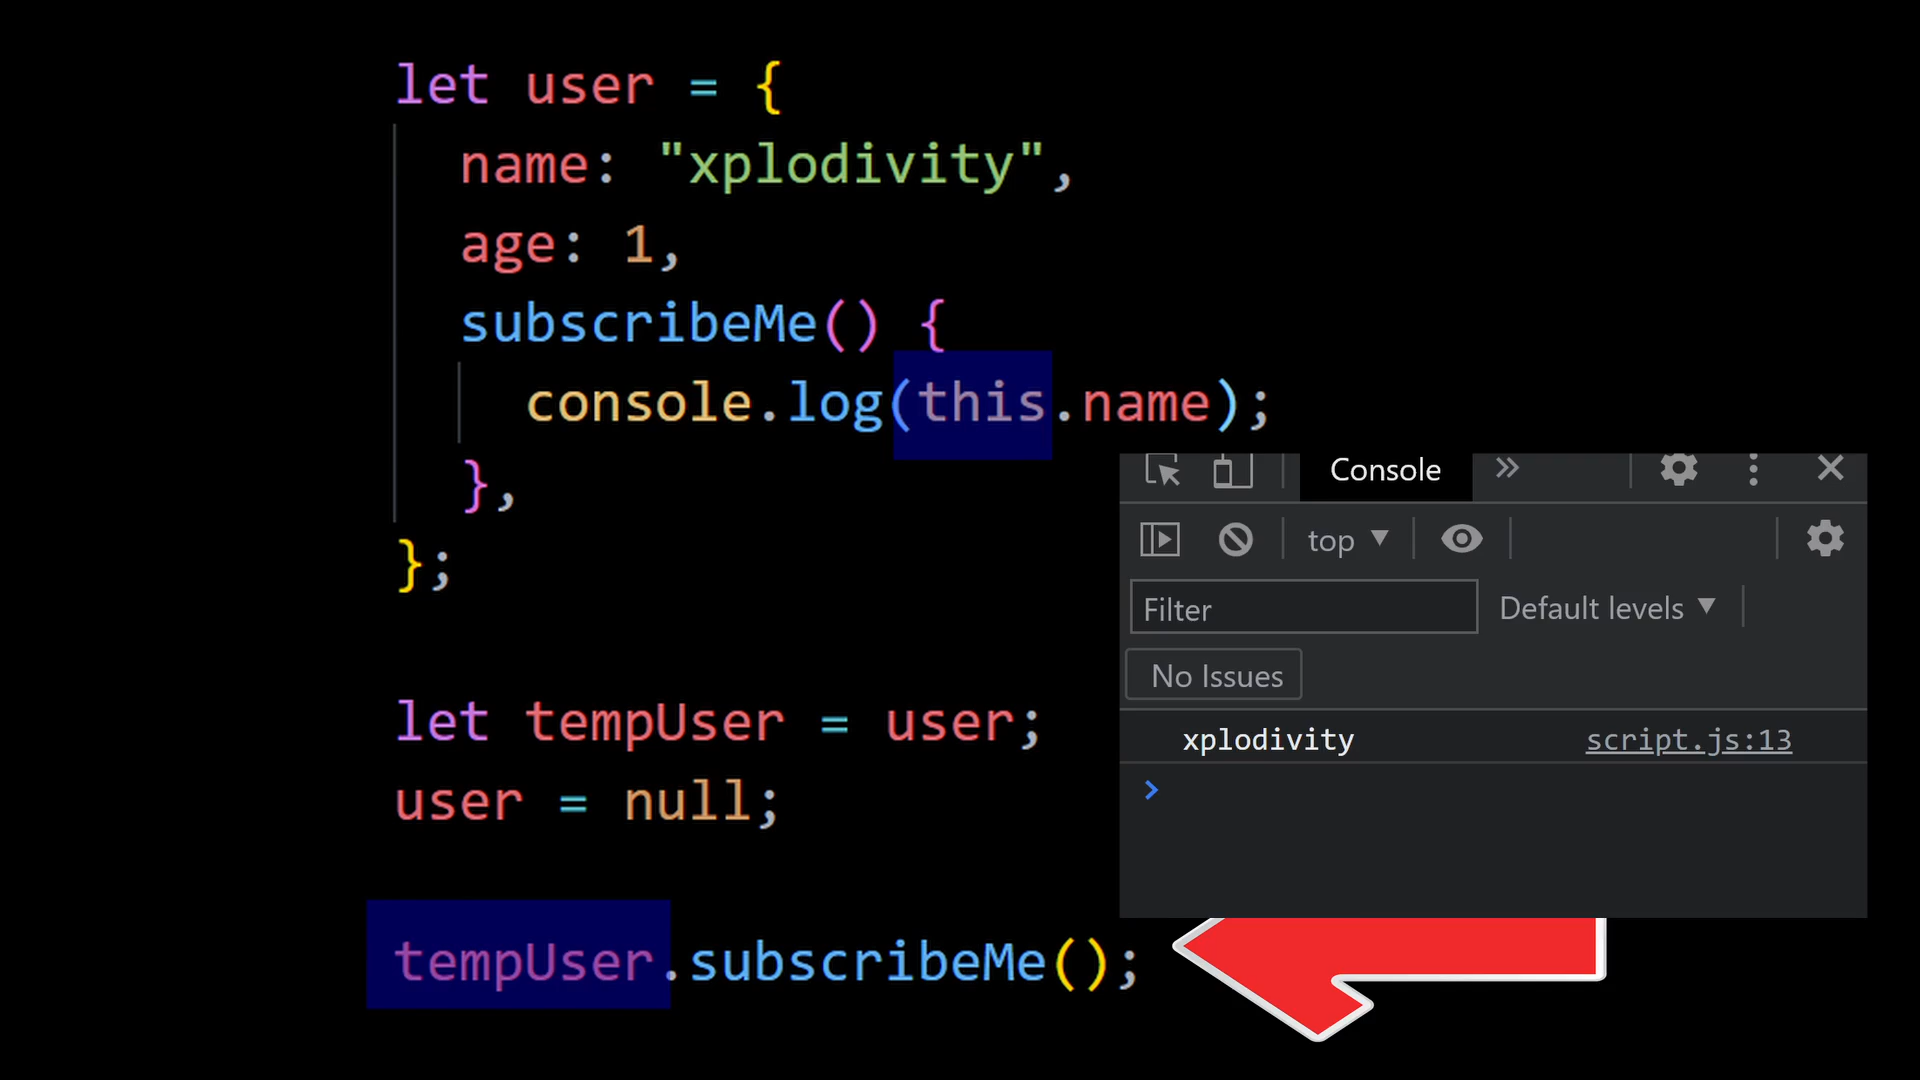 let user = {
name: "xplodivity",
age: 1,
subscribeMe() {
console.log(this.name);
},
};
let tempUser = user;
user = null;
tempUser.subscribeMe();
Console »
top
Filter Default levels
No Issues
xplodivity script.js:13
>